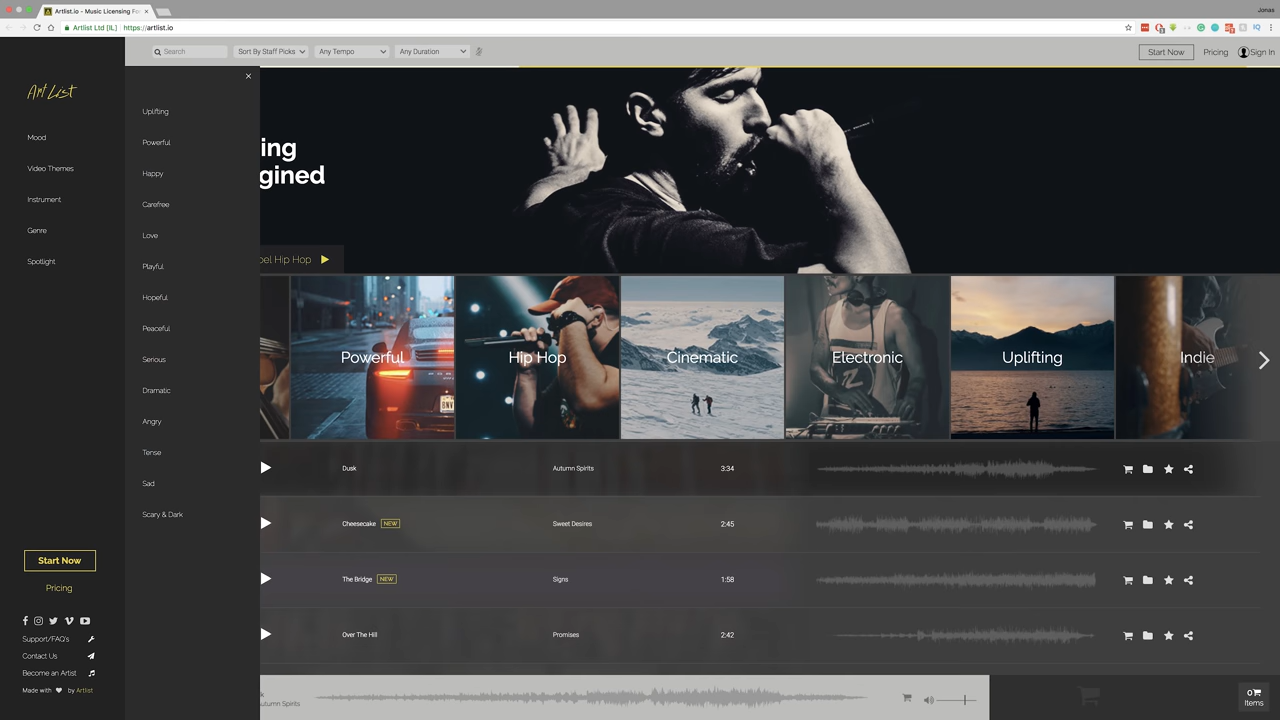 Artlist.io - Music Licensing Fo
Jonas
Artlist Ltd [IL] https://artlist.io
Search
Sort By Staff Picks
Any Tempo
Any Duration
Start Now
Pricing
Sign In
Art List
Mood
Video Themes
Instrument
Genre
Spotlight
Start Now
Pricing
Support/FAQ's
Contact Us
Become an Artist
Made with by Artlist
Uplifting
Powerful
Happy
Carefree
Love
Playful
Hopeful
Peaceful
Serious
Dramatic
Angry
Tense
Sad
Scary & Dark
ing
gined
Hip Hop
Powerful
Hip Hop
Cinematic
Electronic
Uplifting
Indie
Dusk Autumn Spirits 3:34
Cheesecake NEW Sweet Desires 2:45
The Bridge NEW Signs 1:58
Over The Hill Promises 2:42
Autumn Spirits
0
Items